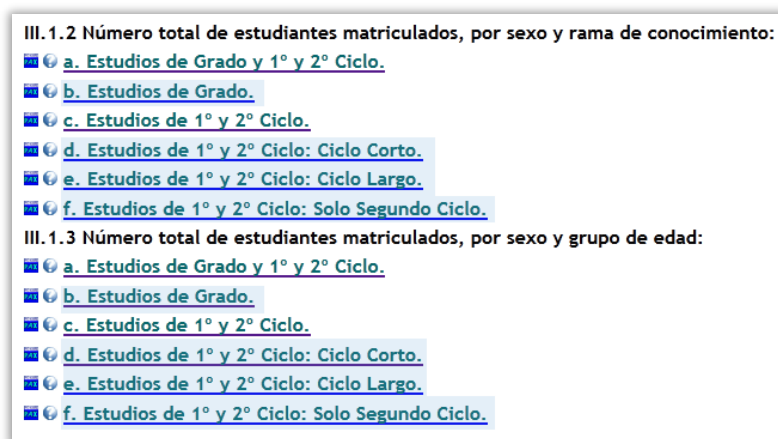 III.1.2 Número total de estudiantes matriculados, por sexo y rama de conocimiento:
a. Estudios de Grado y 1º y 2º Ciclo.
b. Estudios de Grado.
c. Estudios de 1º y 2º Ciclo.
d. Estudios de 1º y 2º Ciclo: Ciclo Corto.
e. Estudios de 1º y 2º Ciclo: Ciclo Largo.
f. Estudios de 1º y 2º Ciclo: Solo Segundo Ciclo.
III.1.3 Número total de estudiantes matriculados, por sexo y grupo de edad:
a. Estudios de Grado y 1º y 2º Ciclo.
b. Estudios de Grado.
c. Estudios de 1º y 2º Ciclo.
d. Estudios de 1º y 2º Ciclo: Ciclo Corto.
e. Estudios de 1º y 2º Ciclo: Ciclo Largo.
f. Estudios de 1º y 2º Ciclo: Solo Segundo Ciclo.